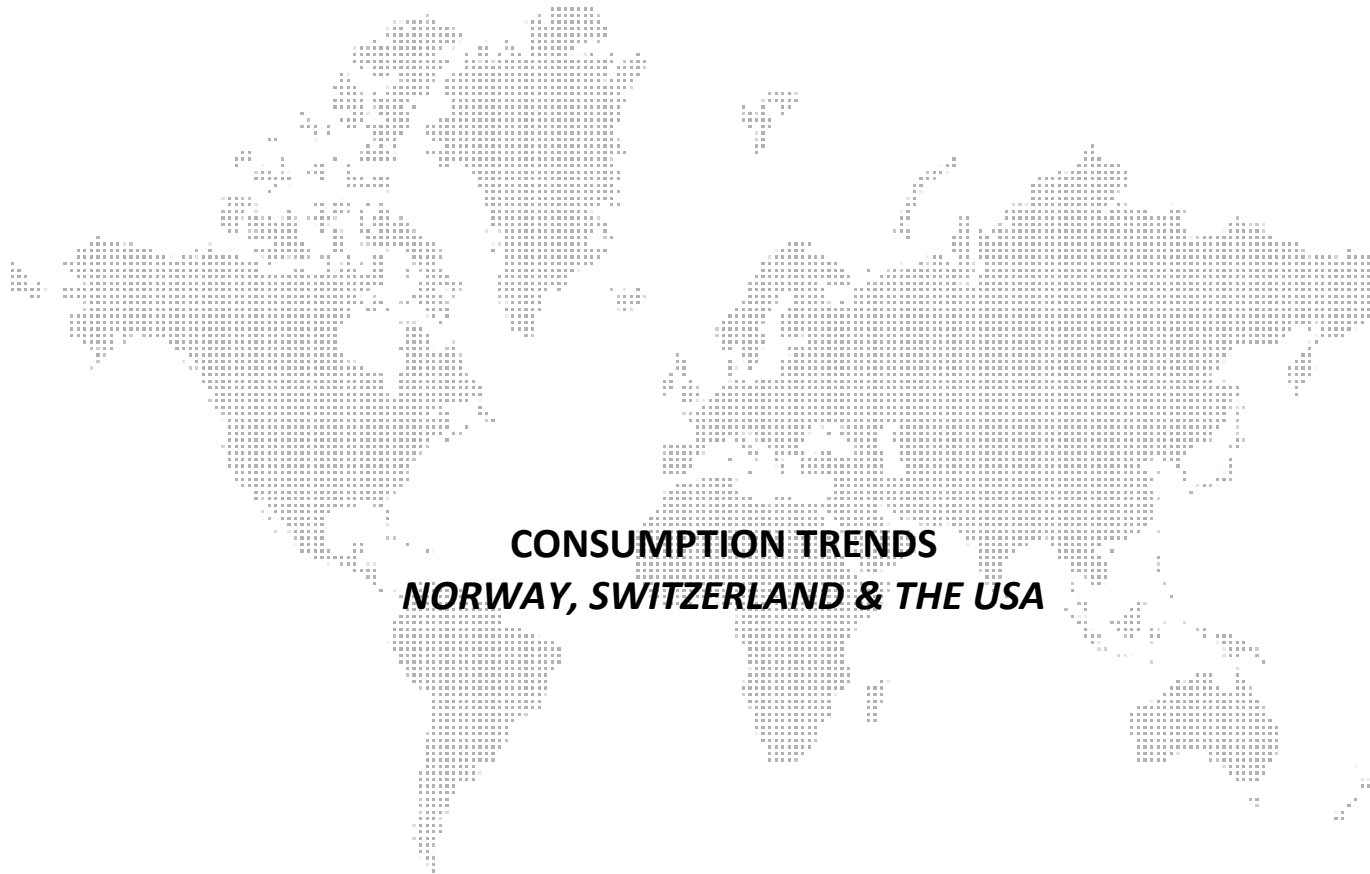 CONSUMPTION TRENDS
NORWAY, SWITZERLAND & THE USA